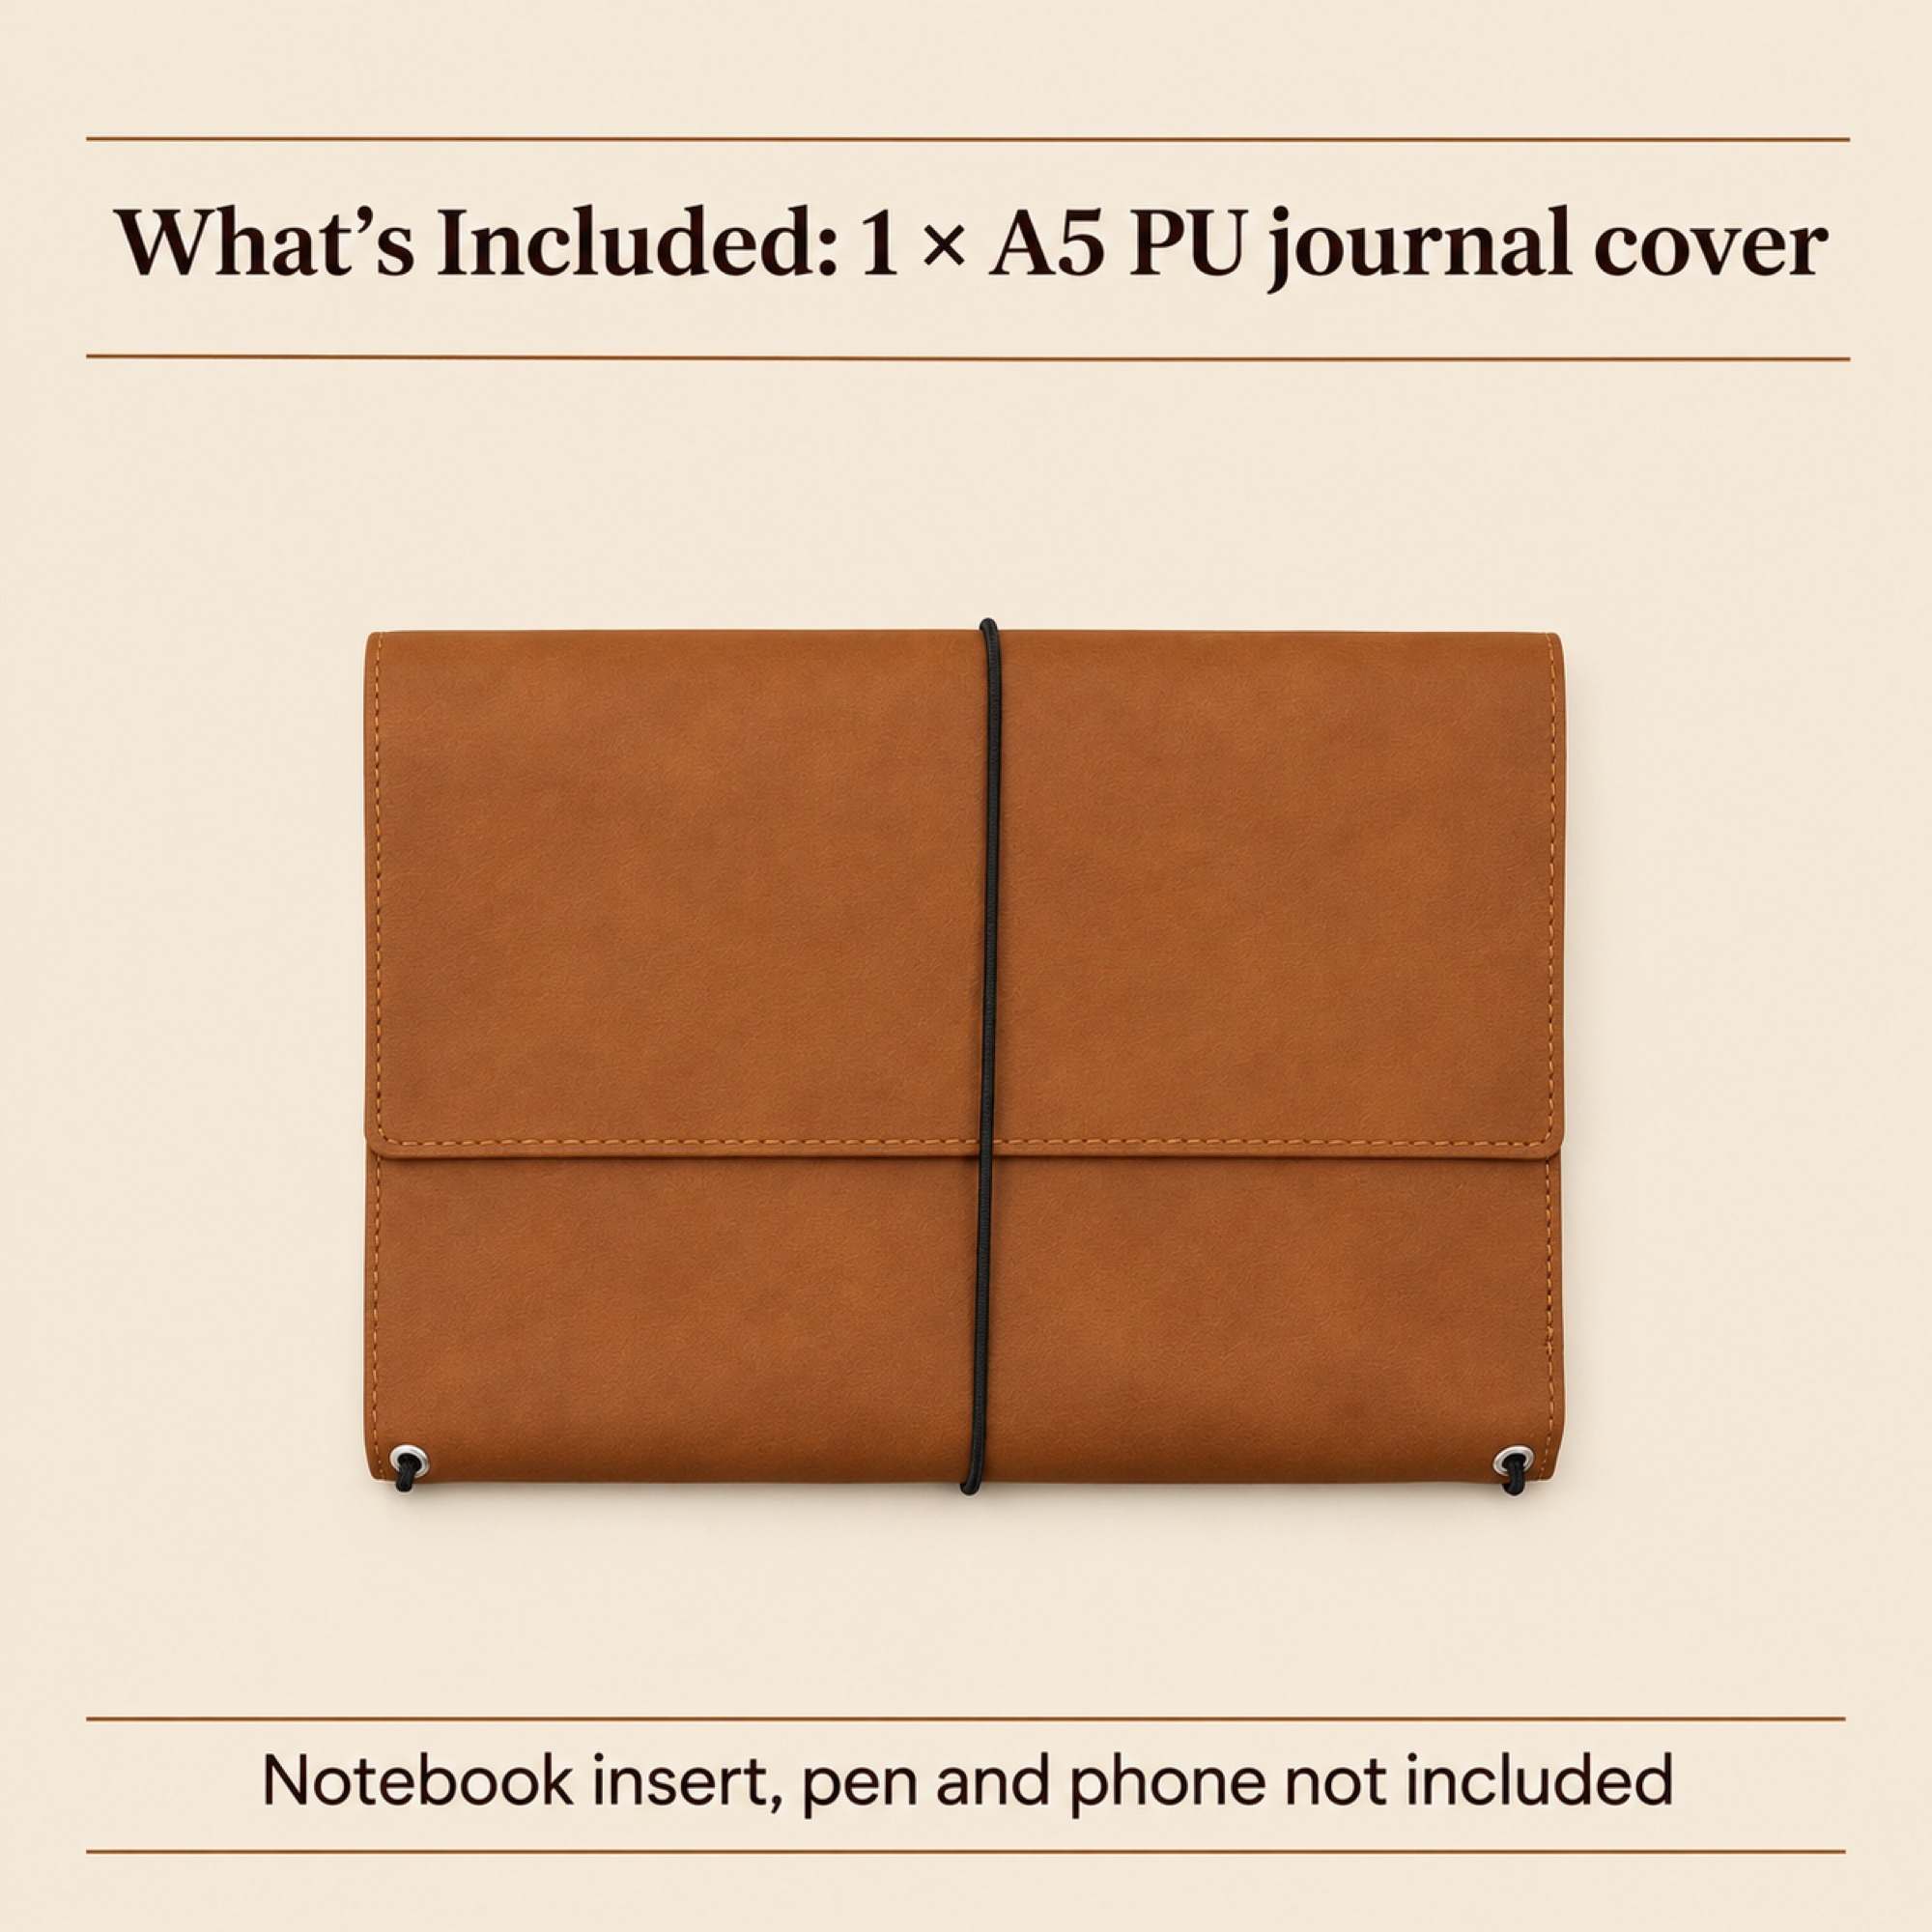 What’s Included: 1 × A5 PU journal cover
Notebook insert, pen and phone not included